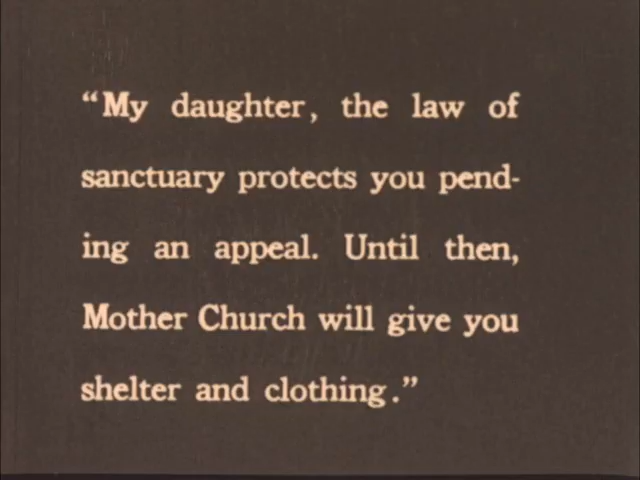 “My daughter, the law of
sanctuary protects you pend-
ing an appeal. Until then,
Mother Church will give you
shelter and clothing.”